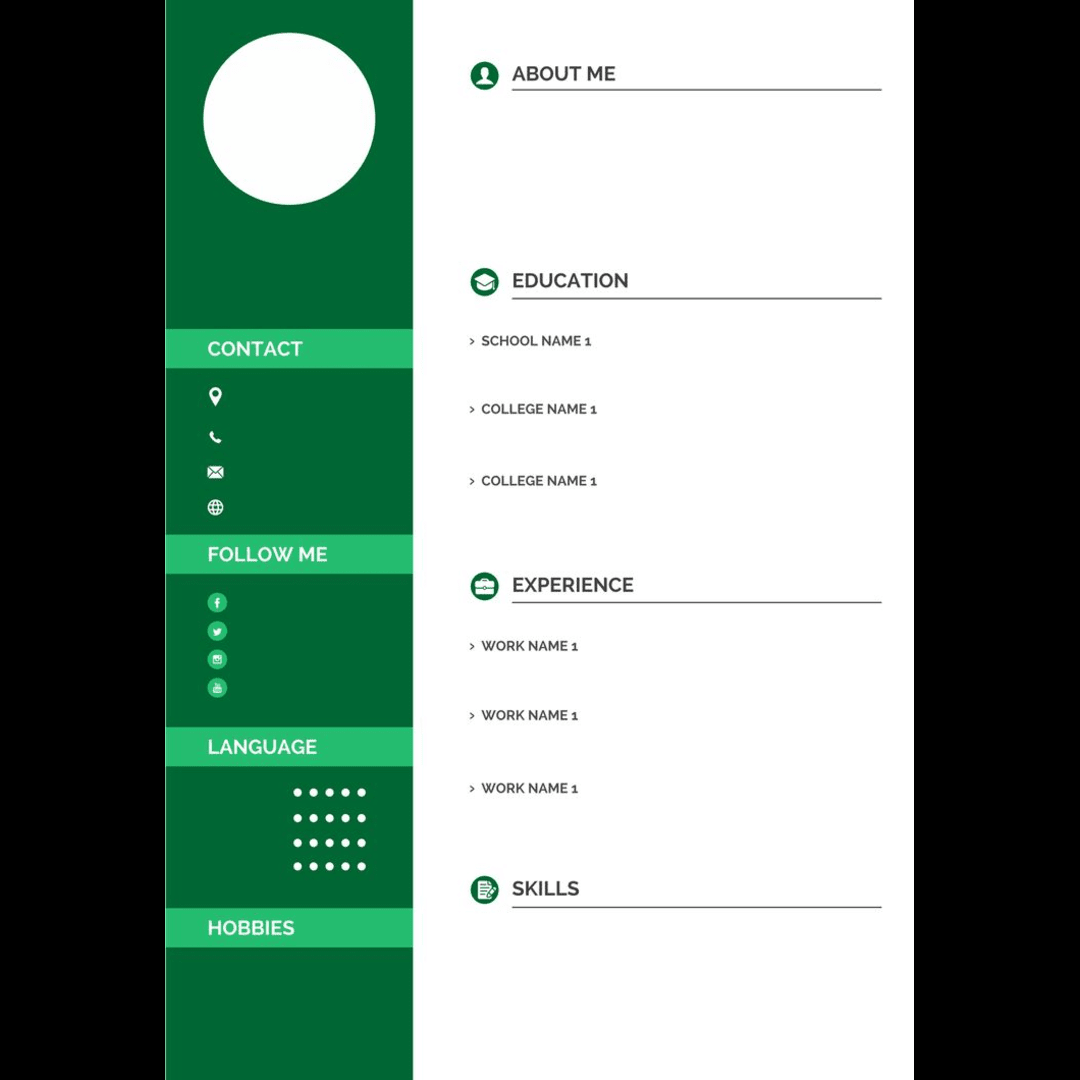 CONTACT
FOLLOW ME
LANGUAGE
HOBBIES
ABOUT ME
EDUCATION
› SCHOOL NAME 1
› COLLEGE NAME 1
› COLLEGE NAME 1
EXPERIENCE
› WORK NAME 1
› WORK NAME 1
› WORK NAME 1
SKILLS